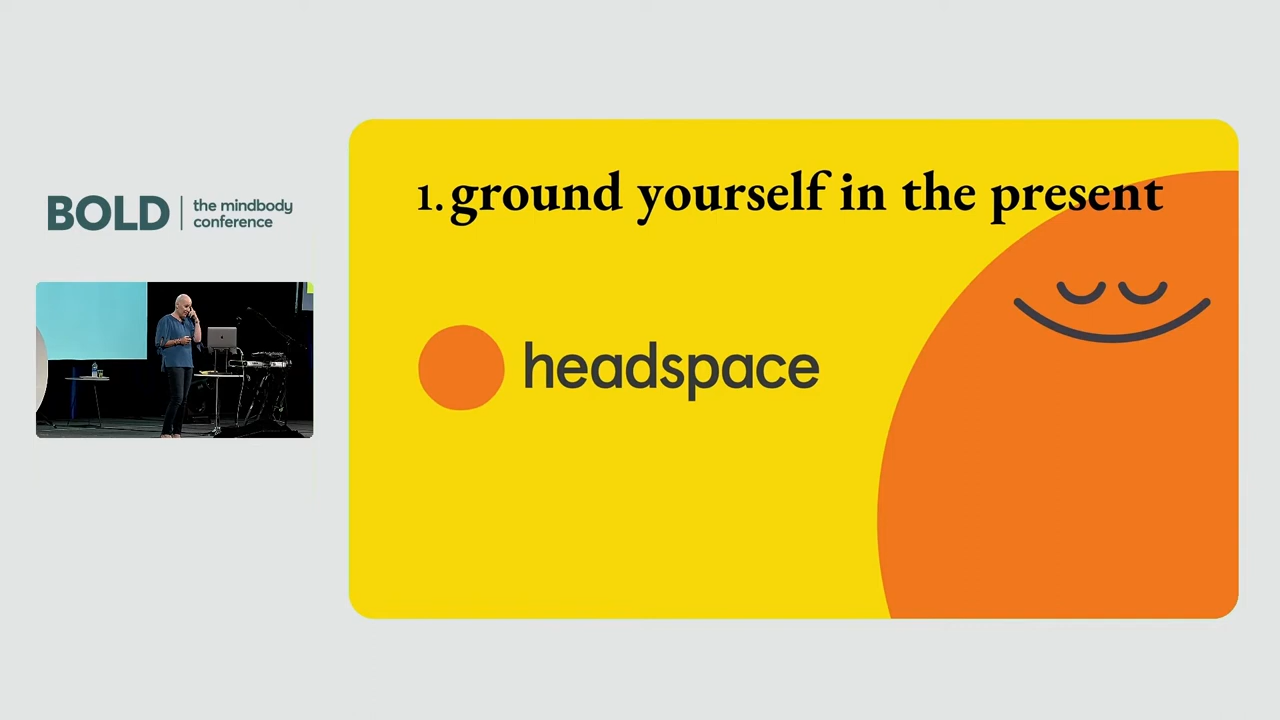 BOLD
the mindbody
conference
1. ground yourself in the present
headspace